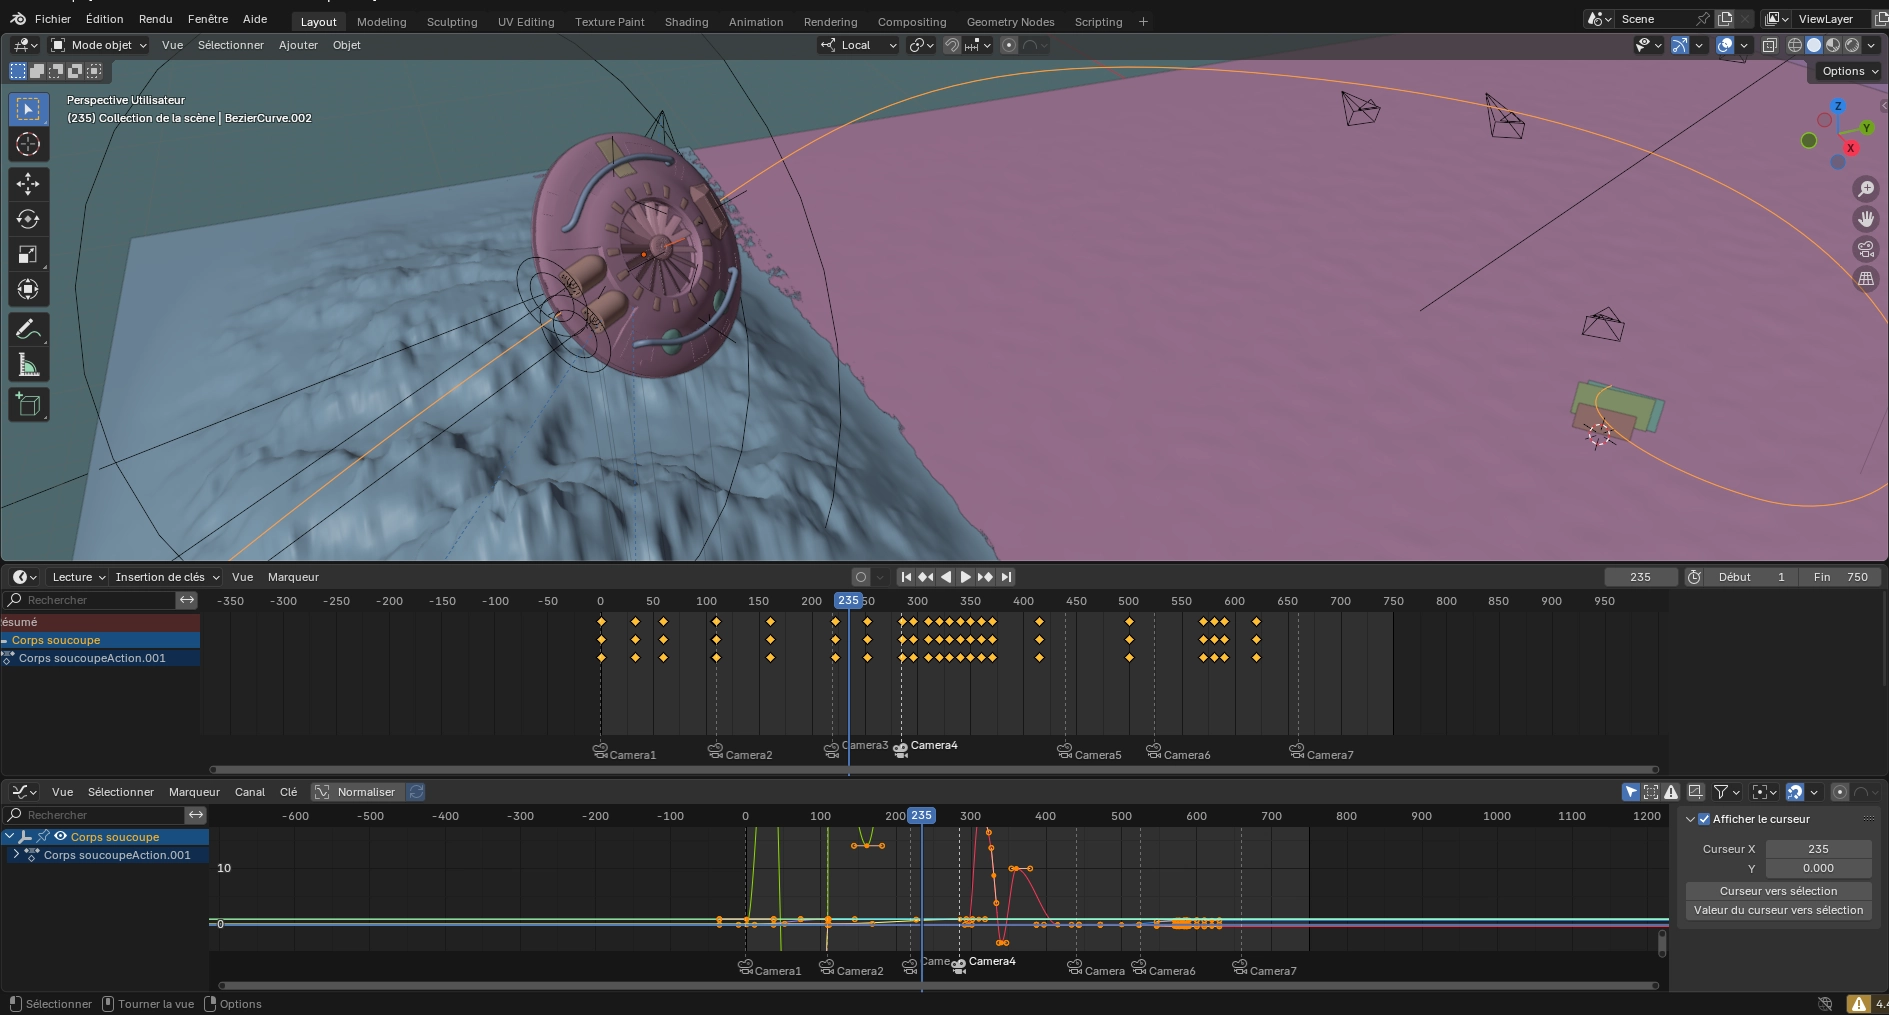 Fichier Édition Rendu Fenêtre Aide Layout Modeling Sculpting UV Editing Texture Paint Shading Animation Rendering Compositing Geometry Nodes Scripting + Scene ViewLayer
Mode objet Vue Sélectionner Ajouter Objet Local
Options
Perspective Utilisateur
(235) Collection de la scène | BezierCurve.002
Z
Y
X
Lecture Insertion de clés Vue Marqueur 235 Début 1 Fin 750
Rechercher -350 -300 -250 -200 -150 -100 -50 0 50 100 150 200 235 300 350 400 450 500 550 600 650 700 750 800 850 900 950
ésumé
Corps soucoupe
Corps soucoupeAction.001
Camera1 Camera2 Camera3 Camera4 Camera5 Camera6 Camera7
Vue Sélectionner Marqueur Canal Clé Normaliser
Rechercher -600 -500 -400 -300 -200 -100 0 100 200 235 300 400 500 600 700 800 900 1000 1100 1200
Afficher le curseur
Corps soucoupe
Corps soucoupeAction.001
Curseur X 235
10
Y 0.000
Curseur vers sélection
Valeur du curseur vers sélection
0
Camera1 Camera2 Came Camera4 Camera Camera6 Camera7
Sélectionner Tourner la vue Options 4.